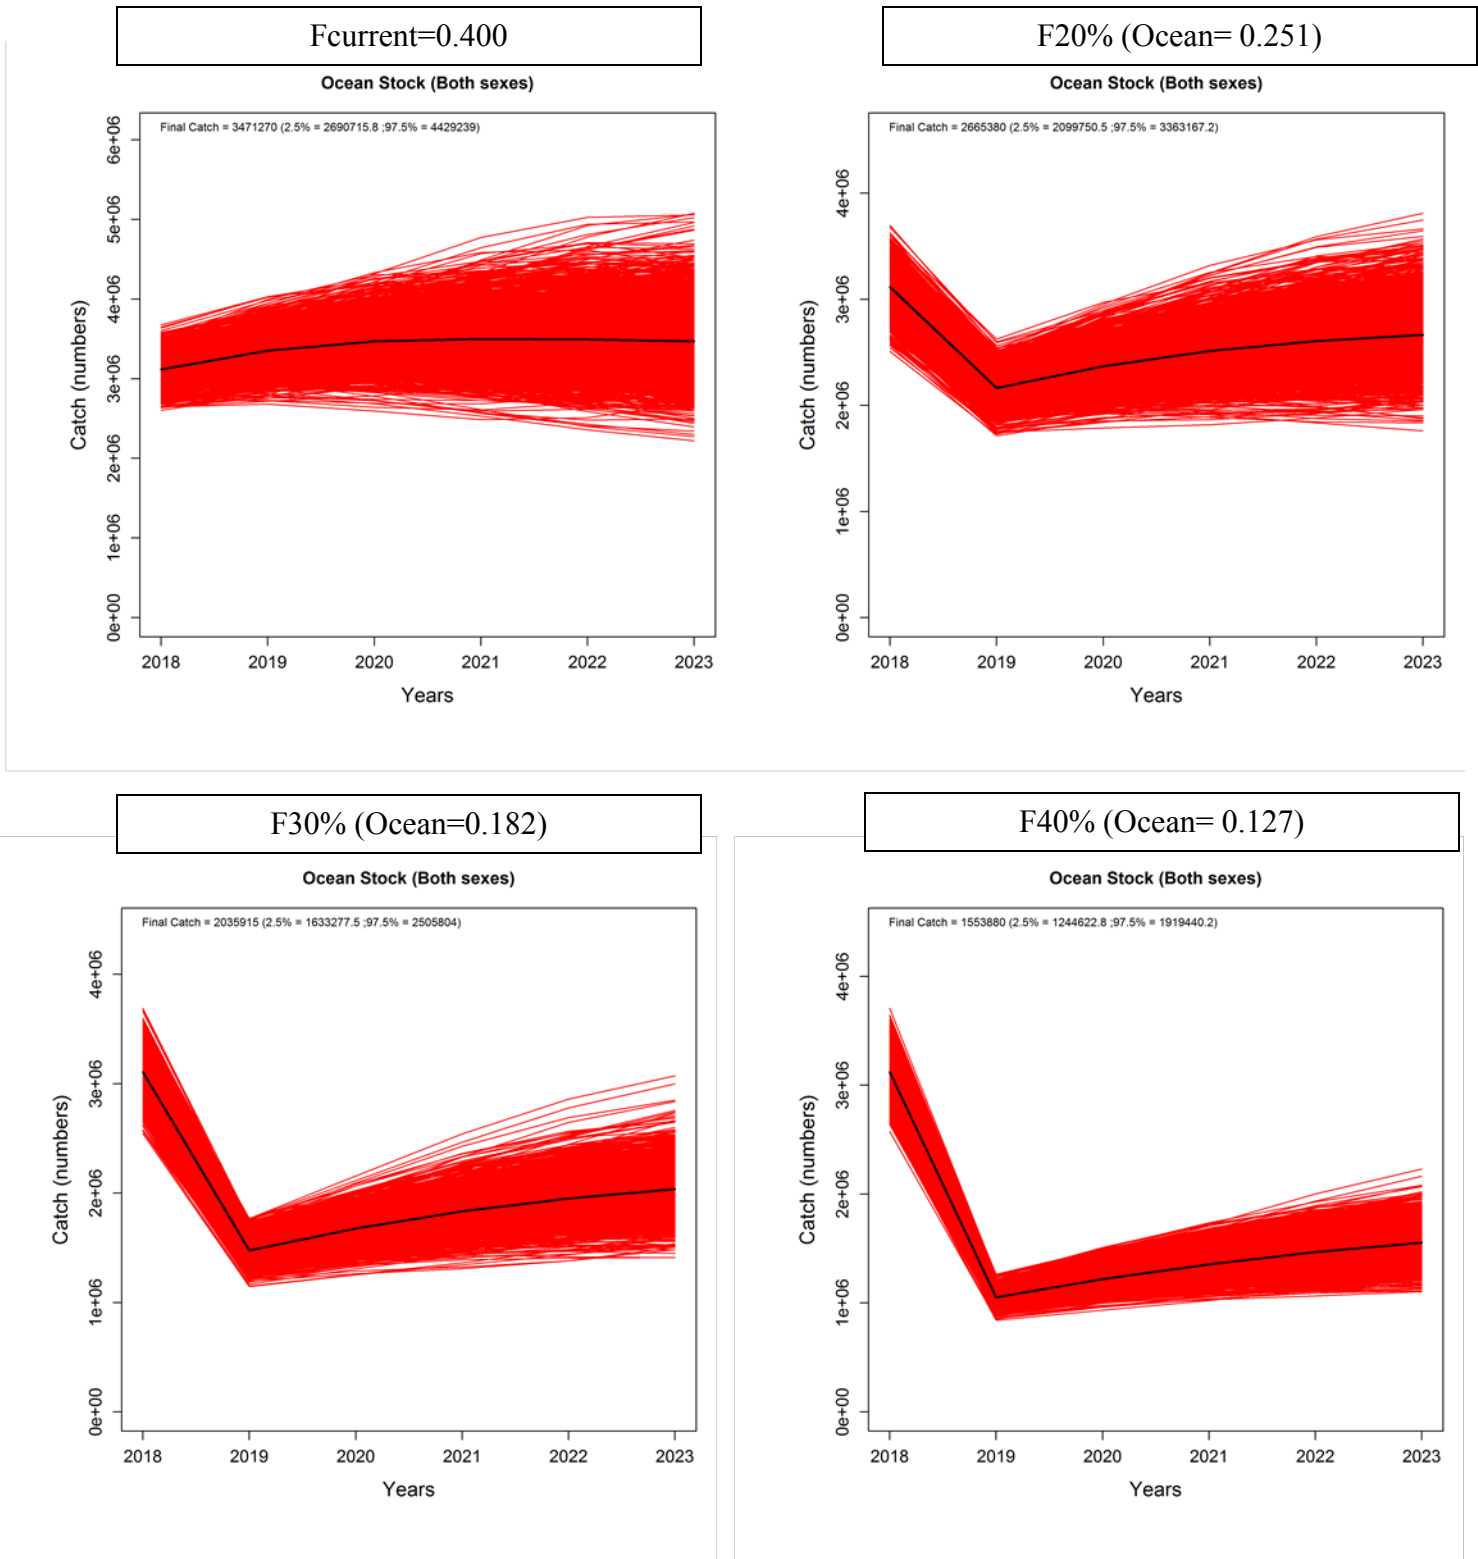 Fcurrent=0.400
Ocean Stock (Both sexes)
Final Catch = 3471270 (2.5% = 2690715.8 ;97.5% = 4429239)
6e+06
5e+06
4e+06
3e+06
2e+06
1e+06
0e+00
Catch (numbers)
2018 2019 2020 2021 2022 2023
Years
F20% (Ocean= 0.251)
Ocean Stock (Both sexes)
Final Catch = 2665380 (2.5% = 2099750.5 ;97.5% = 3363167.2)
4e+06
3e+06
2e+06
1e+06
0e+00
Catch (numbers)
2018 2019 2020 2021 2022 2023
Years
F30% (Ocean=0.182)
Ocean Stock (Both sexes)
Final Catch = 2035915 (2.5% = 1633277.5 ;97.5% = 2505804)
4e+06
3e+06
2e+06
1e+06
0e+00
Catch (numbers)
2018 2019 2020 2021 2022 2023
Years
F40% (Ocean= 0.127)
Ocean Stock (Both sexes)
Final Catch = 1553880 (2.5% = 1244622.8 ;97.5% = 1919440.2)
4e+06
3e+06
2e+06
1e+06
0e+00
Catch (numbers)
2018 2019 2020 2021 2022 2023
Years